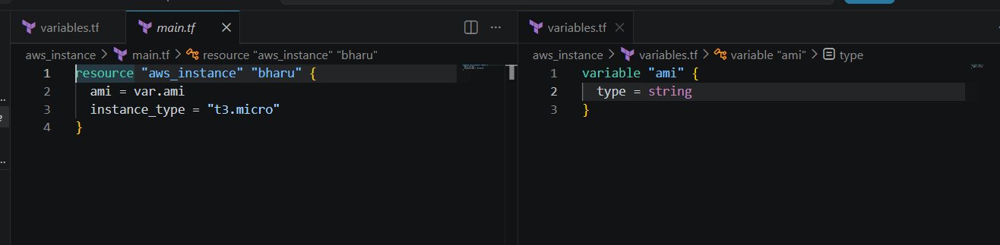 variables.tf
main.tf
aws_instance > main.tf > resource "aws_instance" "bharu"
1 resource "aws_instance" "bharu" {
2 ami = var.ami
3 instance_type = "t3.micro"
4 }
variables.tf
aws_instance > variables.tf > variable "ami" > type
1 variable "ami" {
2 type = string
3 }